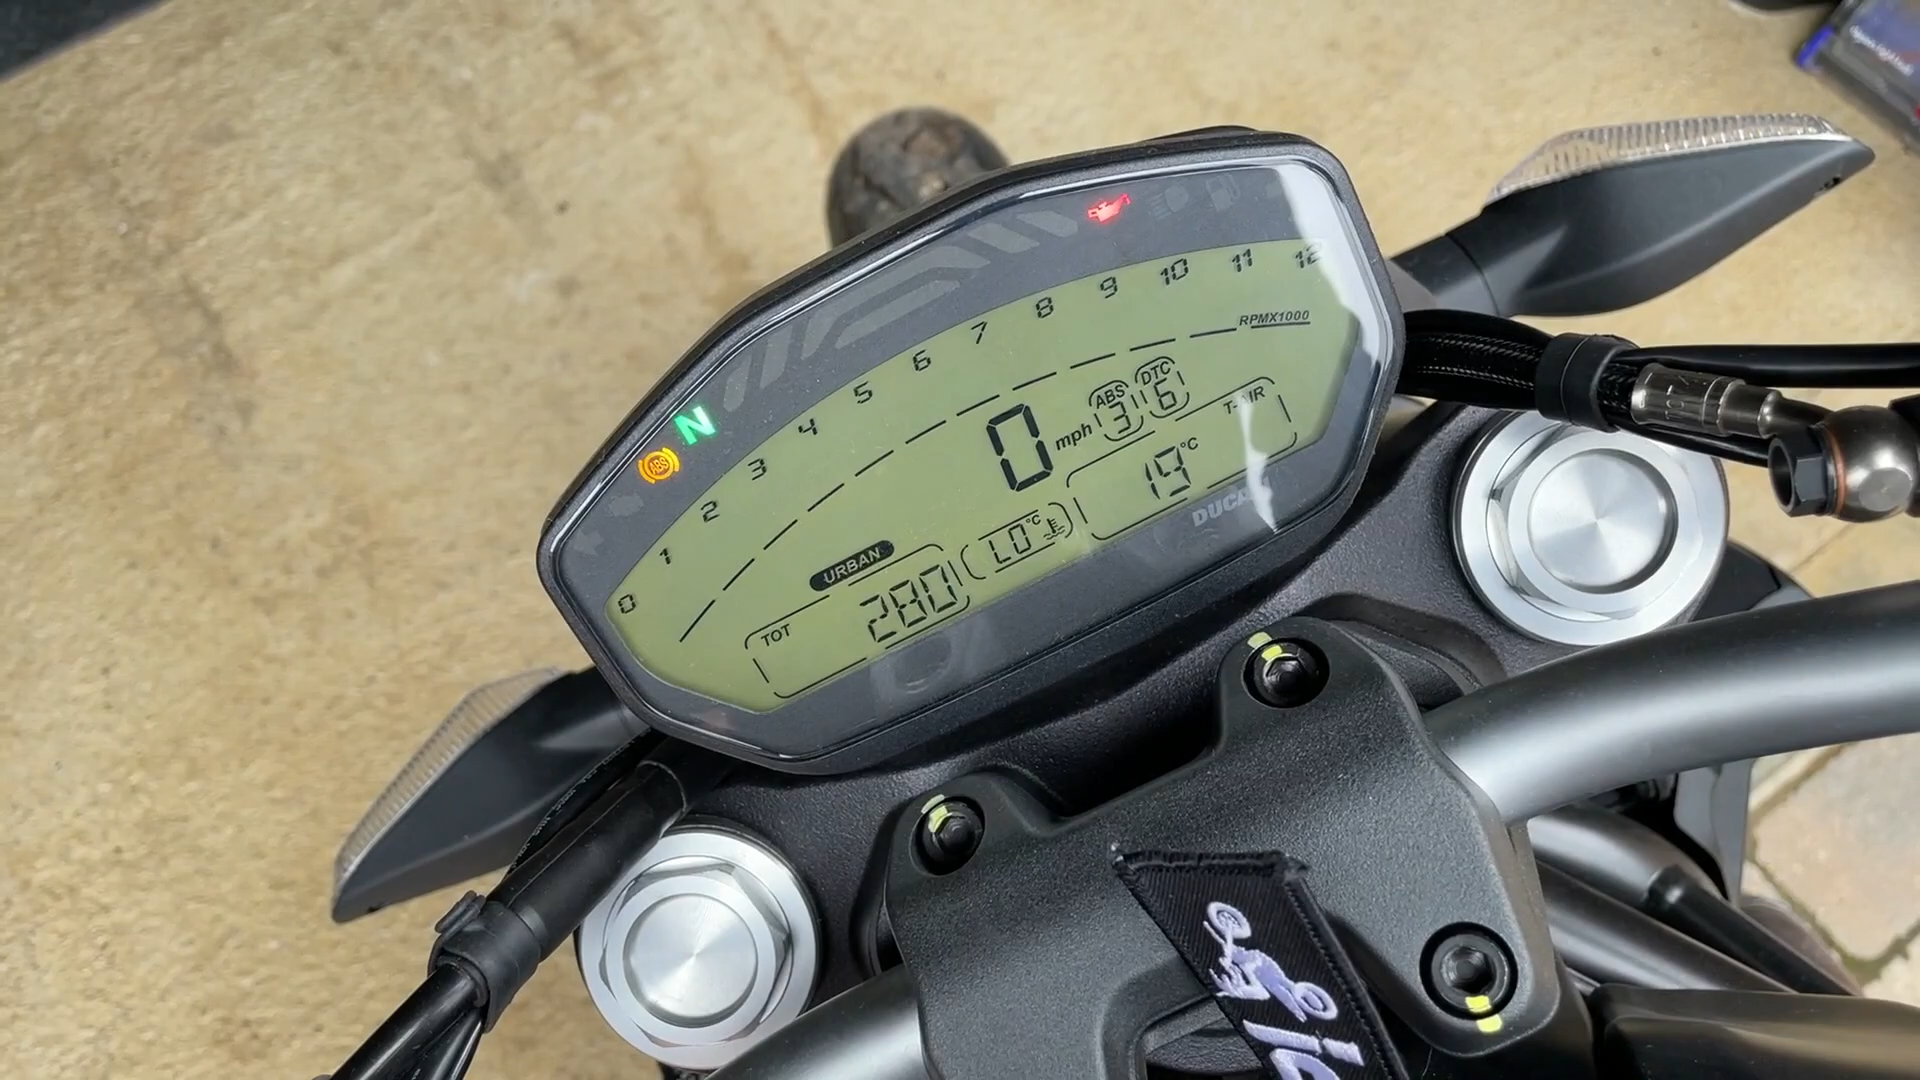 0 1 2 3 4 5 6 7 8 9 10 11 12
RPMX1000
N
ABS
0 mph
ABS 3
DTC 6
T-AIR
19 °C
URBAN
LO °C
TOT
280